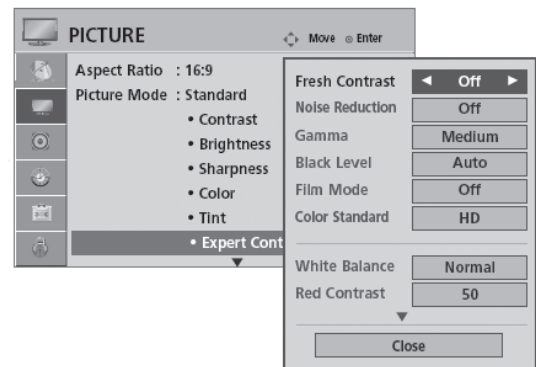 PICTURE
Move Enter
Aspect Ratio : 16:9
Picture Mode : Standard
• Contrast
• Brightness
• Sharpness
• Color
• Tint
• Expert Cont
Fresh Contrast Off
Noise Reduction Off
Gamma Medium
Black Level Auto
Film Mode Off
Color Standard HD
White Balance Normal
Red Contrast 50
Close